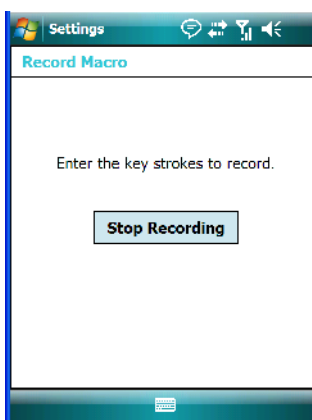 Settings
Record Macro
Enter the key strokes to record.
Stop Recording